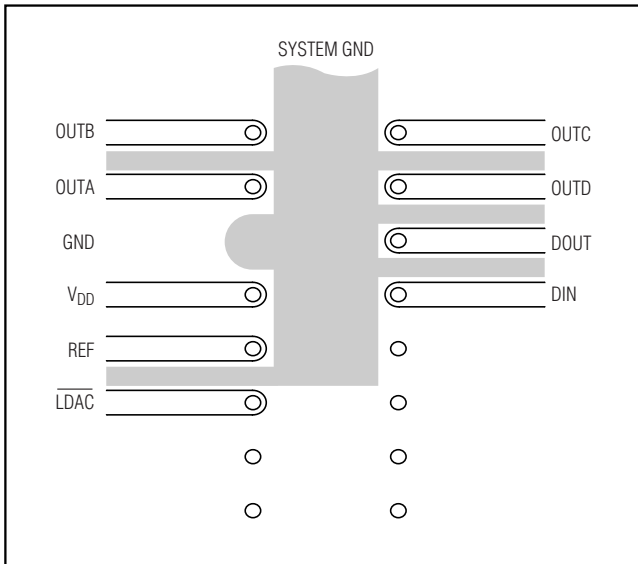 SYSTEM GND
OUTB
OUTC
OUTA
OUTD
GND
DOUT
VDD
DIN
REF
LDAC